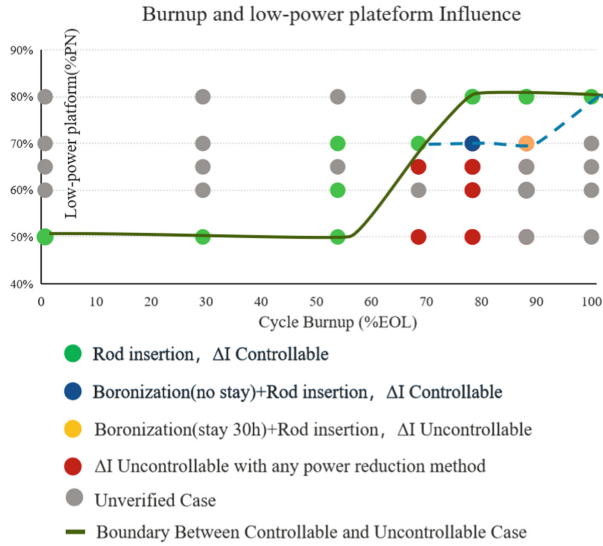 Burnup and low-power plateform Influence
Low-power platform(%PN)
90%
80%
70%
60%
50%
40%
0 10 20 30 40 50 60 70 80 90 100
Cycle Burnup (%EOL)
Rod insertion，ΔI Controllable
Boronization(no stay)+Rod insertion，ΔI Controllable
Boronization(stay 30h)+Rod insertion，ΔI Uncontrollable
ΔI Uncontrollable with any power reduction method
Unverified Case
Boundary Between Controllable and Uncontrollable Case